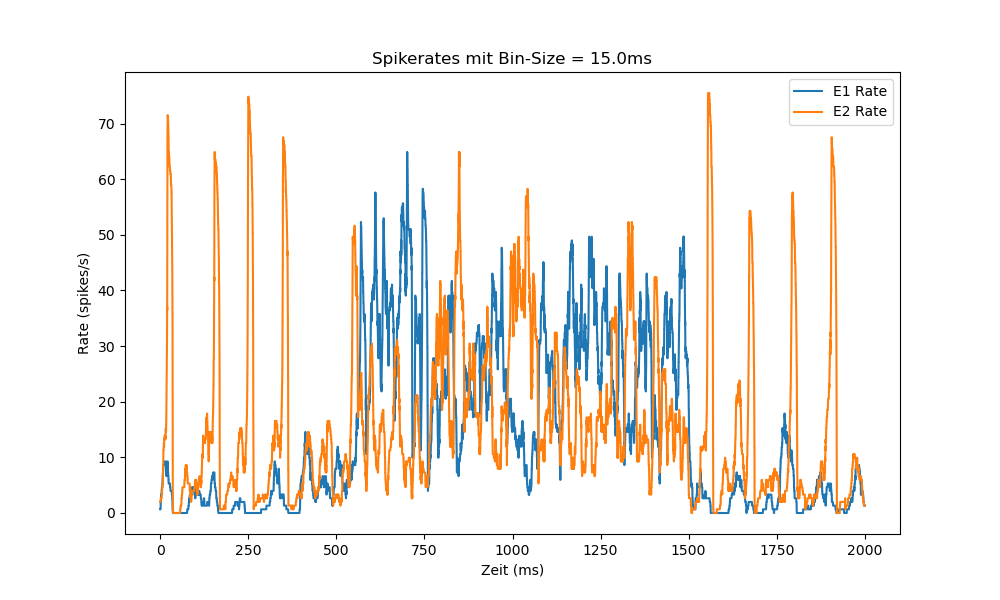 Spikerates mit Bin-Size = 15.0ms
E1 Rate
E2 Rate
Rate (spikes/s)
70
60
50
40
30
20
10
0
0 250 500 750 1000 1250 1500 1750 2000
Zeit (ms)